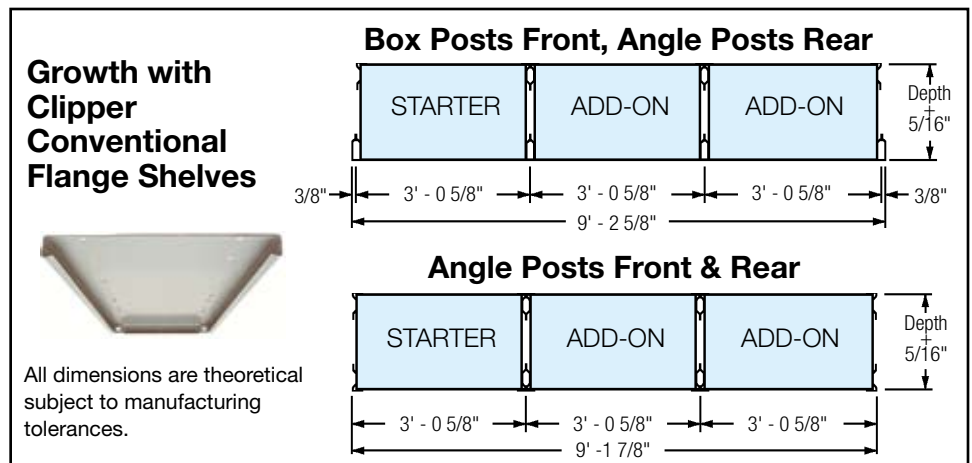 Growth with
Clipper
Conventional
Flange Shelves
All dimensions are theoretical
subject to manufacturing
tolerances.
Box Posts Front, Angle Posts Rear
STARTER ADD-ON ADD-ON
Depth
+
5/16"
3/8" 3' - 0 5/8" 3' - 0 5/8" 3' - 0 5/8" 3/8"
9' - 2 5/8"
Angle Posts Front & Rear
STARTER ADD-ON ADD-ON
Depth
+
5/16"
3' - 0 5/8" 3' - 0 5/8" 3' - 0 5/8"
9' -1 7/8"